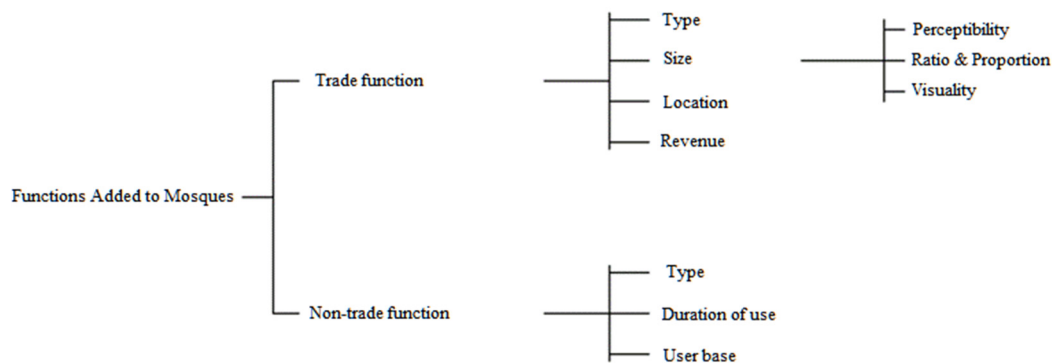 Functions Added to Mosques
Trade function
Type
Size
Location
Revenue
Perceptibility
Ratio & Proportion
Visuality
Non-trade function
Type
Duration of use
User base